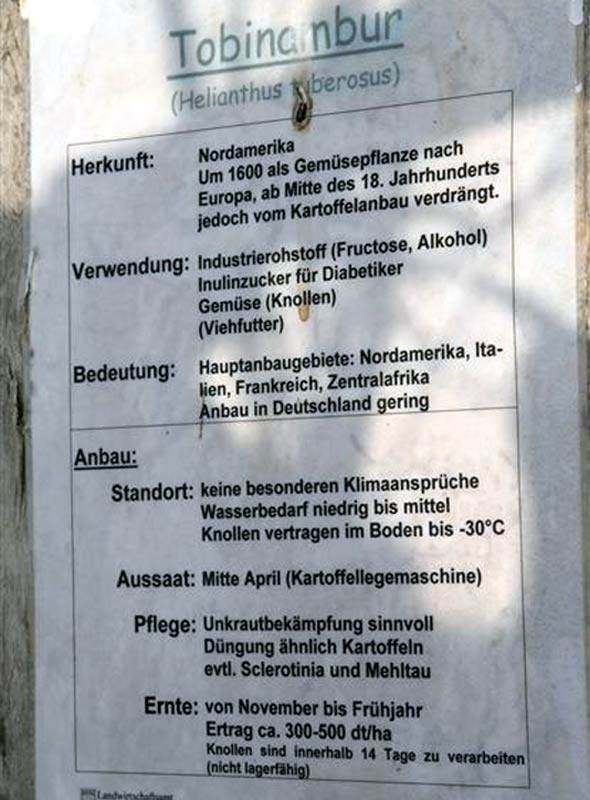 Tobinambur
(Helianthus tuberosus)
Herkunft: Nordamerika
Um 1600 als Gemüsepflanze nach
Europa, ab Mitte des 18. Jahrhunderts
jedoch vom Kartoffelanbau verdrängt.
Verwendung: Industrierohstoff (Fructose, Alkohol)
Inulinzucker für Diabetiker
Gemüse (Knollen)
(Viehfutter)
Bedeutung: Hauptanbaugebiete: Nordamerika, Ita-
lien, Frankreich, Zentralafrika
Anbau in Deutschland gering
Anbau:
Standort: keine besonderen Klimaansprüche
Wasserbedarf niedrig bis mittel
Knollen vertragen im Boden bis -30°C
Aussaat: Mitte April (Kartoffellegemaschine)
Pflege: Unkrautbekämpfung sinnvoll
Düngung ähnlich Kartoffeln
evtl. Sclerotinia und Mehltau
Ernte: von November bis Frühjahr
Ertrag ca. 300-500 dt/ha
Knollen sind innerhalb 14 Tage zu verarbeiten
(nicht lagerfähig)
Landwirtschaftsamt